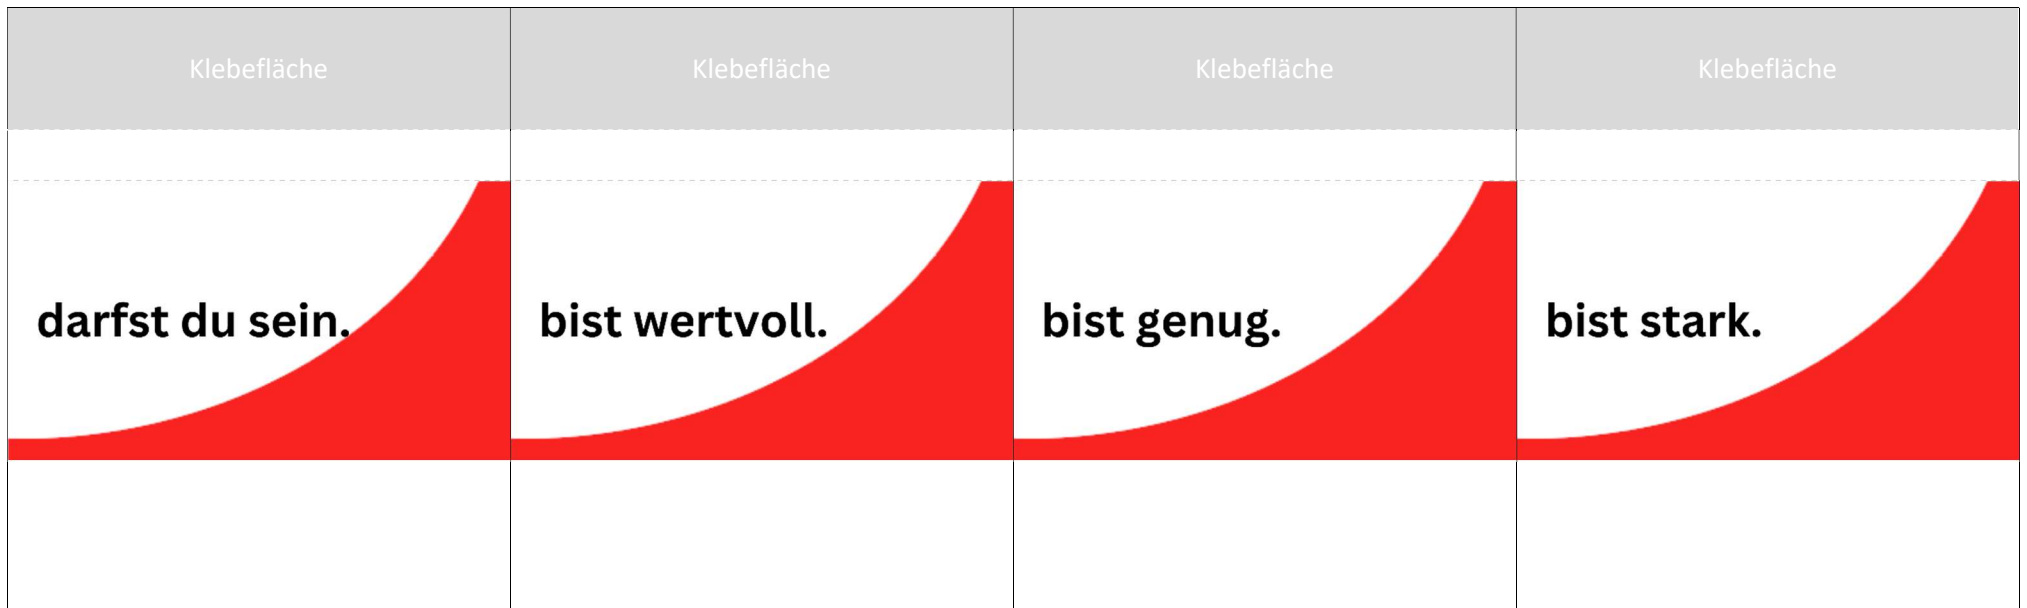 Klebefläche Klebefläche Klebefläche Klebefläche
darfst du sein. bist wertvoll. bist genug. bist stark.